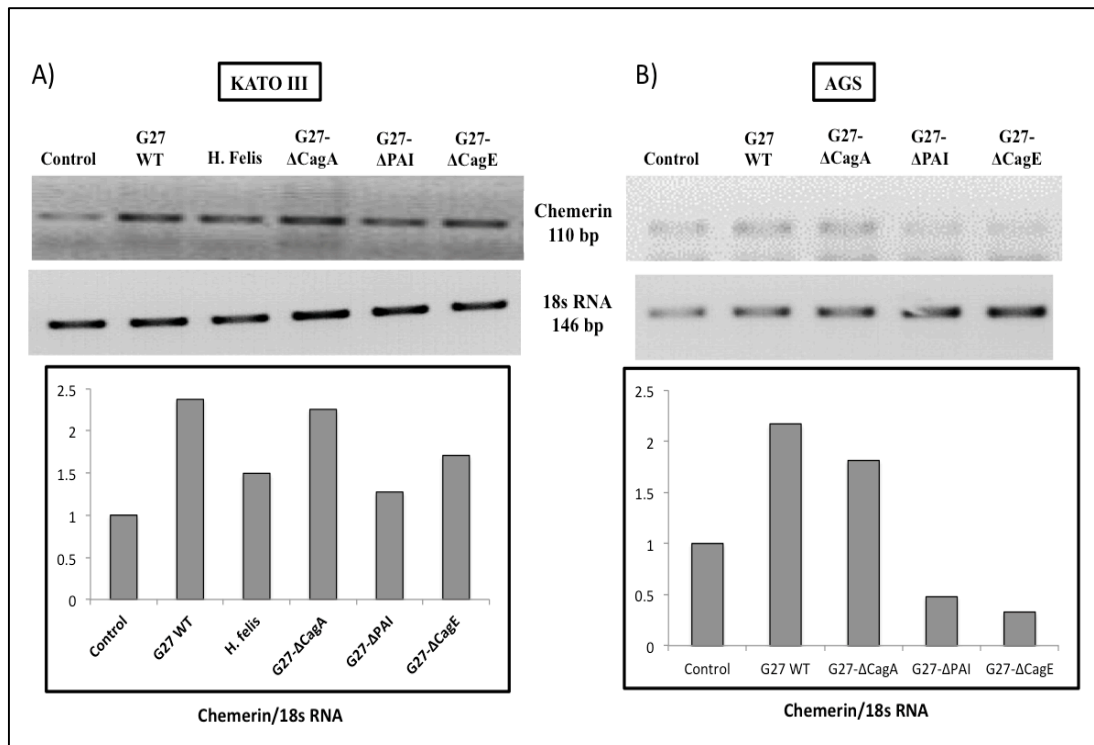 A)
KATO III
Control
G27 WT
H. Felis
G27-ΔCagA
G27-ΔPAI
G27-ΔCagE
Chemerin
110 bp
18s RNA
146 bp
2.5
2
1.5
1
0.5
0
Control
G27 WT
H. felis
G27-ΔCagA
G27-ΔPAI
G27-ΔCagE
Chemerin/18s RNA
B)
AGS
Control
G27 WT
G27-ΔCagA
G27-ΔPAI
G27-ΔCagE
2.5
2
1.5
1
0.5
0
Control
G27 WT
G27-ΔCagA
G27-ΔPAI
G27-ΔCagE
Chemerin/18s RNA